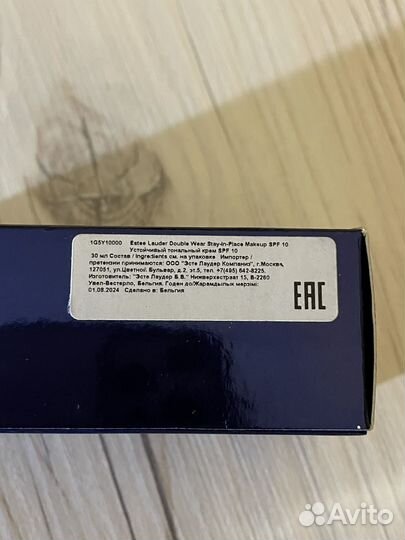 1G5Y10000 Estee Lauder Double Wear Stay-in-Place Makeup SPF 10
Устойчивый тональный крем SPF 10
30 мл Состав / Ingredients см. на упаковке Импортер /
претензии принимаются: ООО "Эсте Лаудер Компаниз", г.Москва,
127051, ул.Цветной. Бульвар, д.2, эт.5, тел. +7(495) 642-8225.
Изготовитель: "Эсте Лаудер Б.В." Нижверхестраат 15, B-2260
Увел-Вестерло, Бельгия. Годен до/Жарамдылық мерзімі:
01.08.2024 Сделано в: Бельгия
EAC
Avito